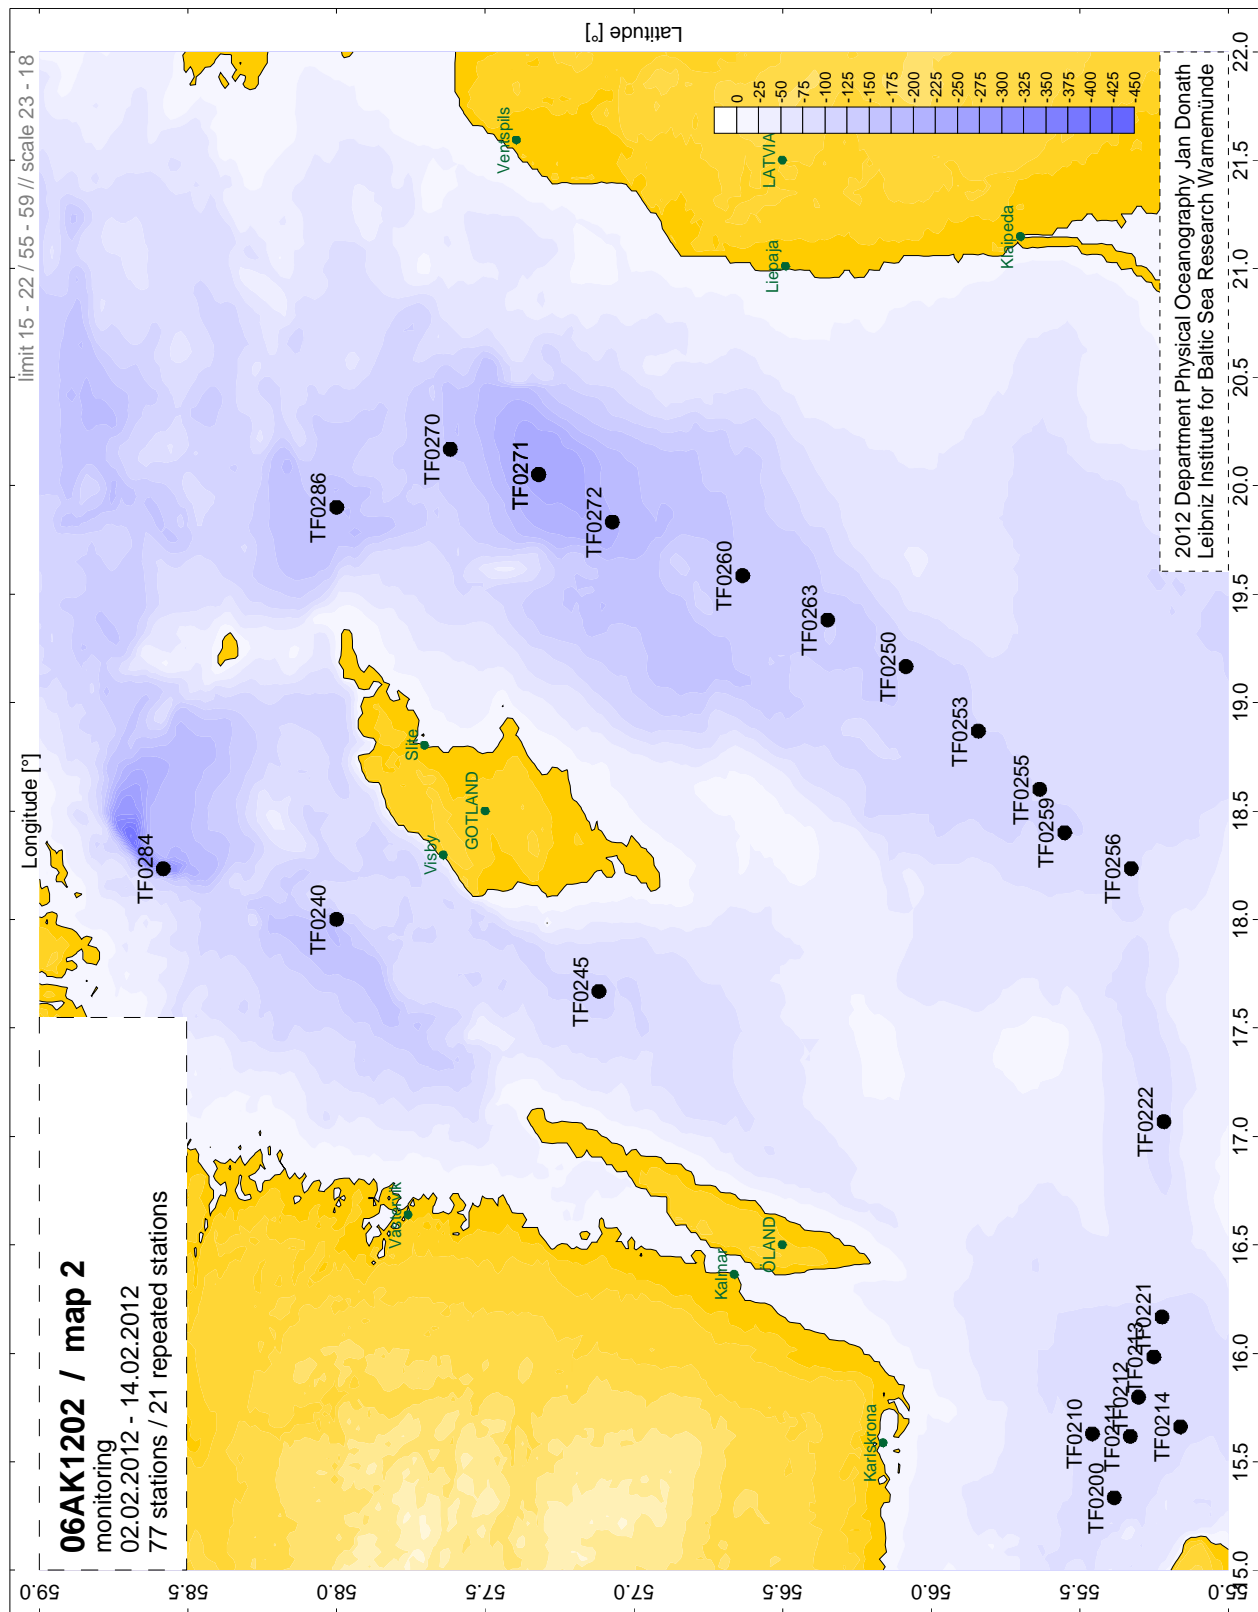 06AK1202 / map 2
monitoring
02.02.2012 - 14.02.2012
77 stations / 21 repeated stations
Longitude [°]
limit 15 - 22 / 55 - 59 // scale 23 - 18
Latitude [°]
59.0
58.5
58.0
57.5
57.0
56.5
56.0
55.5
55.0
15.0
15.5
16.0
16.5
17.0
17.5
18.0
18.5
19.0
19.5
20.0
20.5
21.0
21.5
22.0
TF0284
TF0240
TF0286
TF0270
TF0271
TF0272
TF0245
TF0260
TF0263
TF0250
TF0253
TF0255
TF0259
TF0256
TF0222
TF0221
TF0213
TF0212
TF0211
TF0210
TF0214
TF0200
Västervik
Visby
Slite
GOTLAND
Ventspils
Kalmar
ÖLAND
LATVIA
Liepaja
Karlskrona
Klaipeda
0
-25
-50
-75
-100
-125
-150
-175
-200
-225
-250
-275
-300
-325
-350
-375
-400
-425
-450
2012 Department Physical Oceanography Jan Donath
Leibniz Institute for Baltic Sea Research Warnemünde